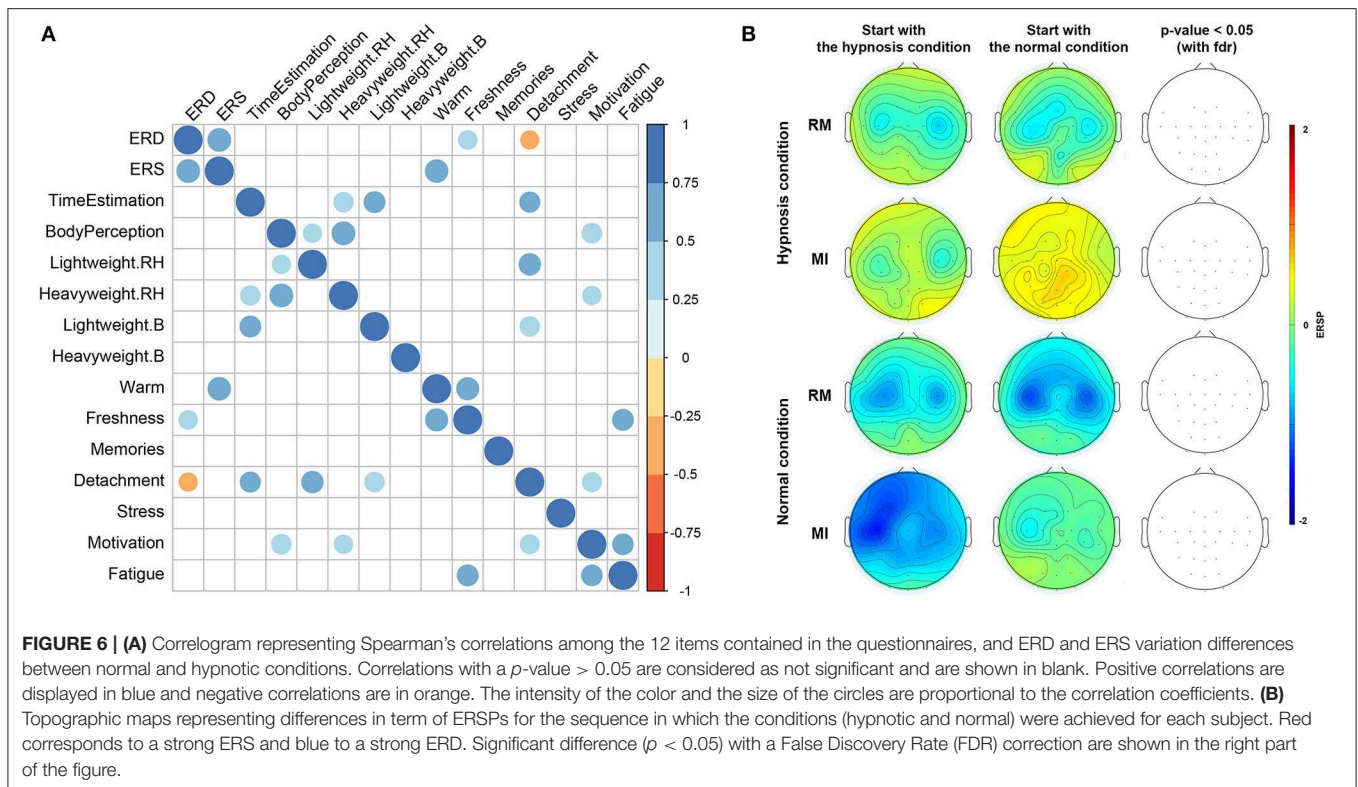 A
ERD
ERS
TimeEstimation
BodyPerception
Lightweight.RH
Heavyweight.RH
Lightweight.B
Heavyweight.B
Warm
Freshness
Memories
Detachment
Stress
Motivation
Fatigue
ERD
ERS
TimeEstimation
BodyPerception
Lightweight.RH
Heavyweight.RH
Lightweight.B
Heavyweight.B
Warm
Freshness
Memories
Detachment
Stress
Motivation
Fatigue
1
0.75
0.5
0.25
0
-0.25
-0.5
-0.75
-1
B
Start with
the hypnosis condition
Start with
the normal condition
p-value < 0.05
(with fdr)
Hypnosis condition
RM
MI
Normal condition
RM
MI
2
0
-2
ERSP
FIGURE 6 | (A) Correlogram representing Spearman's correlations among the 12 items contained in the questionnaires, and ERD and ERS variation differences
between normal and hypnotic conditions. Correlations with a p-value > 0.05 are considered as not significant and are shown in blank. Positive correlations are
displayed in blue and negative correlations are in orange. The intensity of the color and the size of the circles are proportional to the correlation coefficients. (B)
Topographic maps representing differences in term of ERSPs for the sequence in which the conditions (hypnotic and normal) were achieved for each subject. Red
corresponds to a strong ERS and blue to a strong ERD. Significant difference (p < 0.05) with a False Discovery Rate (FDR) correction are shown in the right part
of the figure.